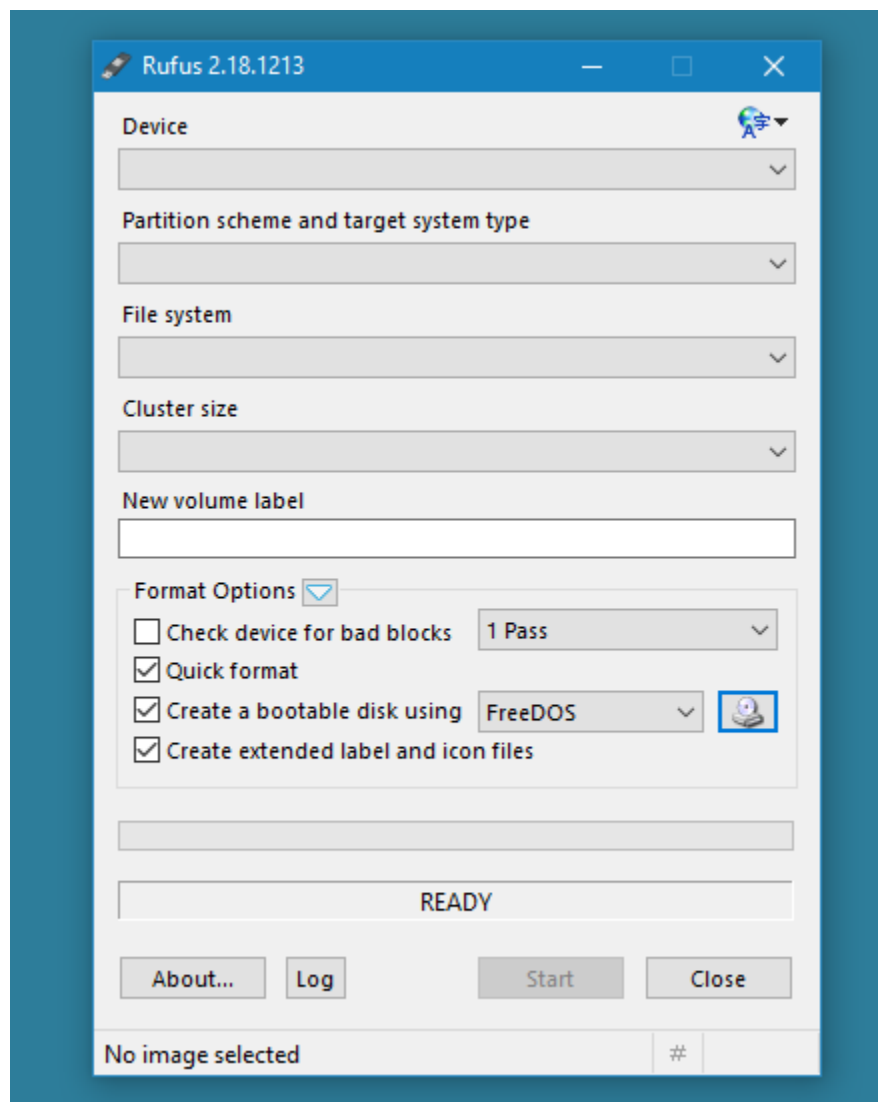 Rufus 2.18.1213
Device
Partition scheme and target system type
File system
Cluster size
New volume label
Format Options
Check device for bad blocks 1 Pass
Quick format
Create a bootable disk using FreeDOS
Create extended label and icon files
READY
About... Log Start Close
No image selected #